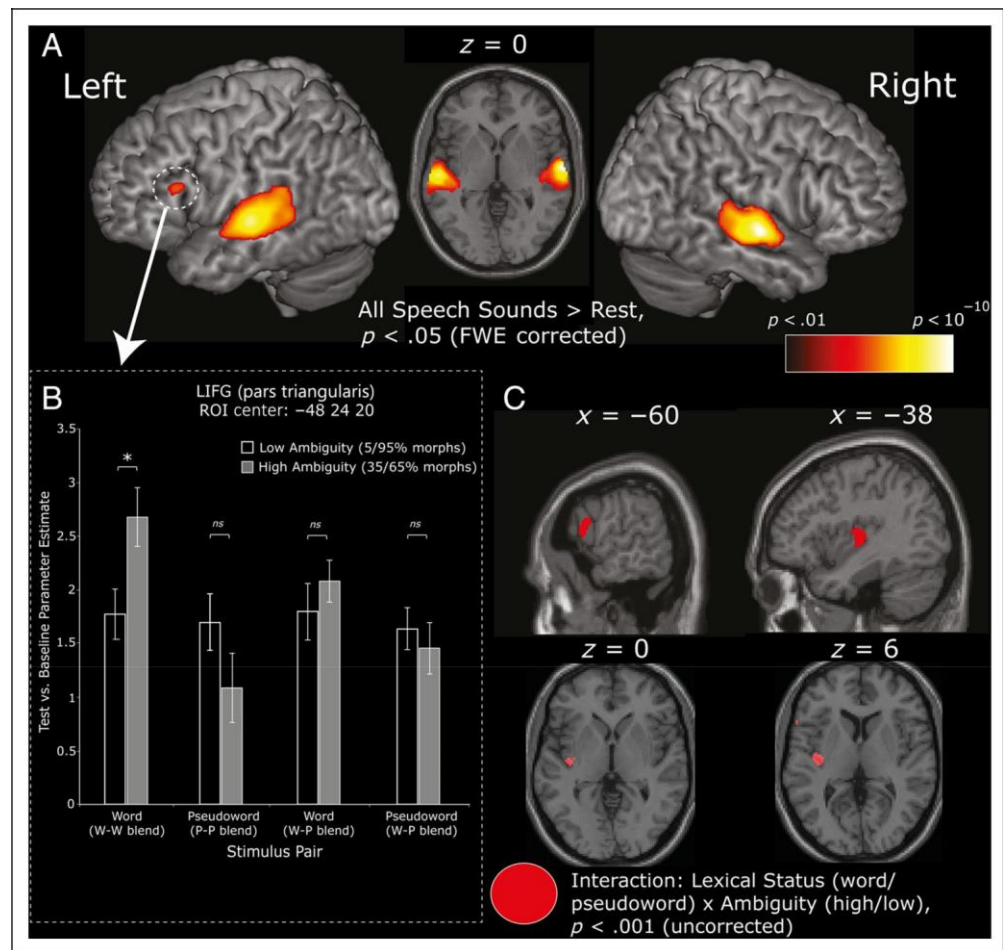 A
Left
z = 0
Right
All Speech Sounds > Rest,
p < .05 (FWE corrected)
p < .01
p < 10⁻¹⁰
B
LIFG (pars triangularis)
ROI center: −48 24 20
3.5
3
2.5
2
1.5
1
0.5
0
Test vs. Baseline Parameter Estimate
Low Ambiguity (5/95% morphs)
High Ambiguity (35/65% morphs)
*
ns
ns
ns
Word
(W-W blend)
Pseudoword
(P-P blend)
Word
(W-P blend)
Pseudoword
(W-P blend)
Stimulus Pair
C
x = −60
x = −38
z = 0
z = 6
Interaction: Lexical Status (word/
pseudoword) x Ambiguity (high/low),
p < .001 (uncorrected)